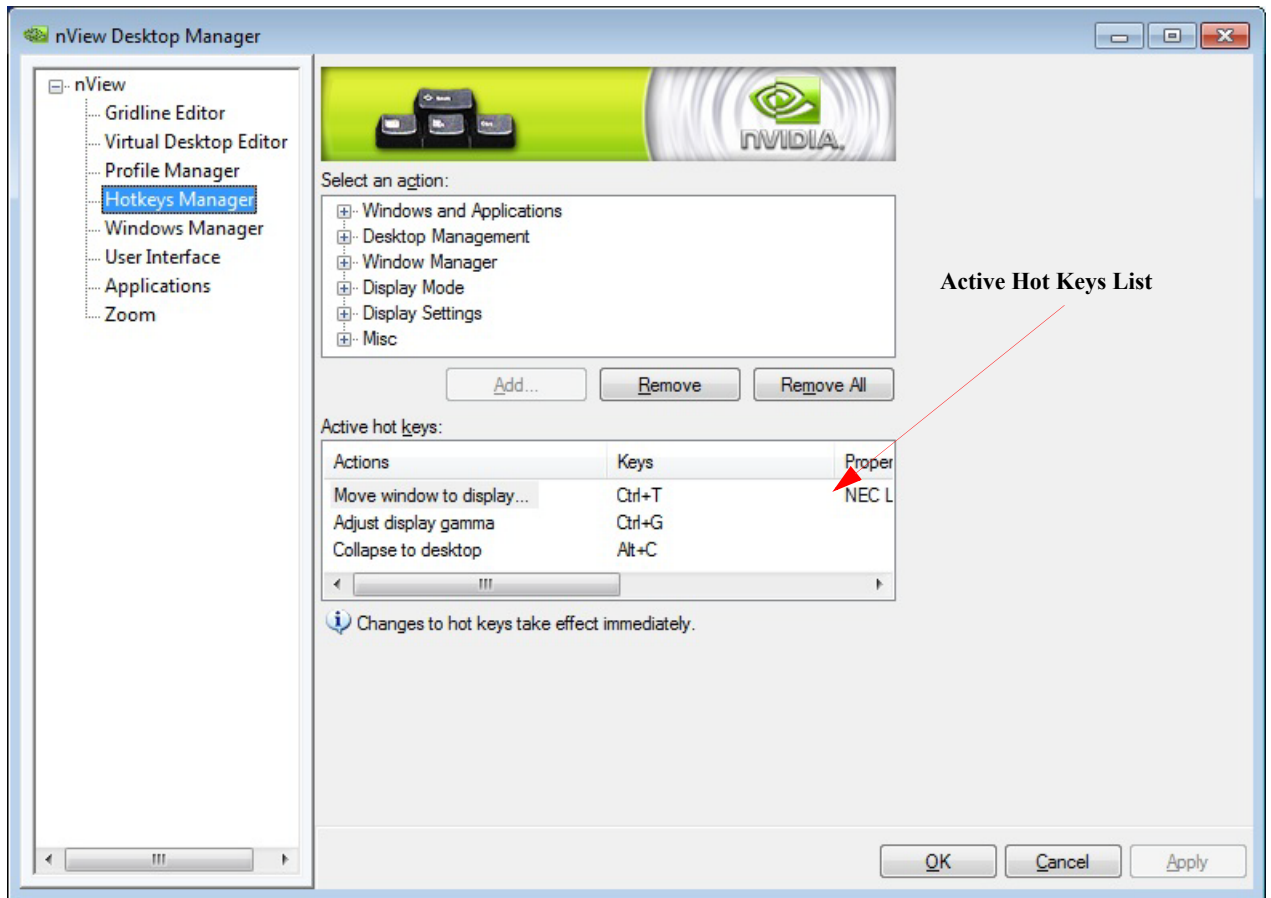 nView Desktop Manager
nView
Gridline Editor
Virtual Desktop Editor
Profile Manager
Hotkeys Manager
Windows Manager
User Interface
Applications
Zoom
NVIDIA.
Select an action:
Windows and Applications
Desktop Management
Window Manager
Display Mode
Display Settings
Misc
Active Hot Keys List
Add... Remove Remove All
Active hot keys:
Actions Keys Proper
Move window to display... Ctrl+T NEC L
Adjust display gamma Ctrl+G
Collapse to desktop Alt+C
Changes to hot keys take effect immediately.
OK Cancel Apply